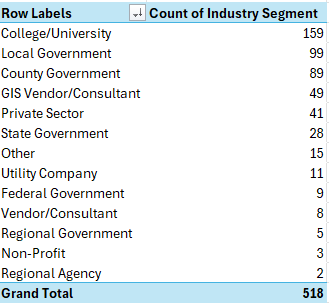 Row Labels Count of Industry Segment
College/University 159
Local Government 99
County Government 89
GIS Vendor/Consultant 49
Private Sector 41
State Government 28
Other 15
Utility Company 11
Federal Government 9
Vendor/Consultant 8
Regional Government 5
Non-Profit 3
Regional Agency 2
Grand Total 518